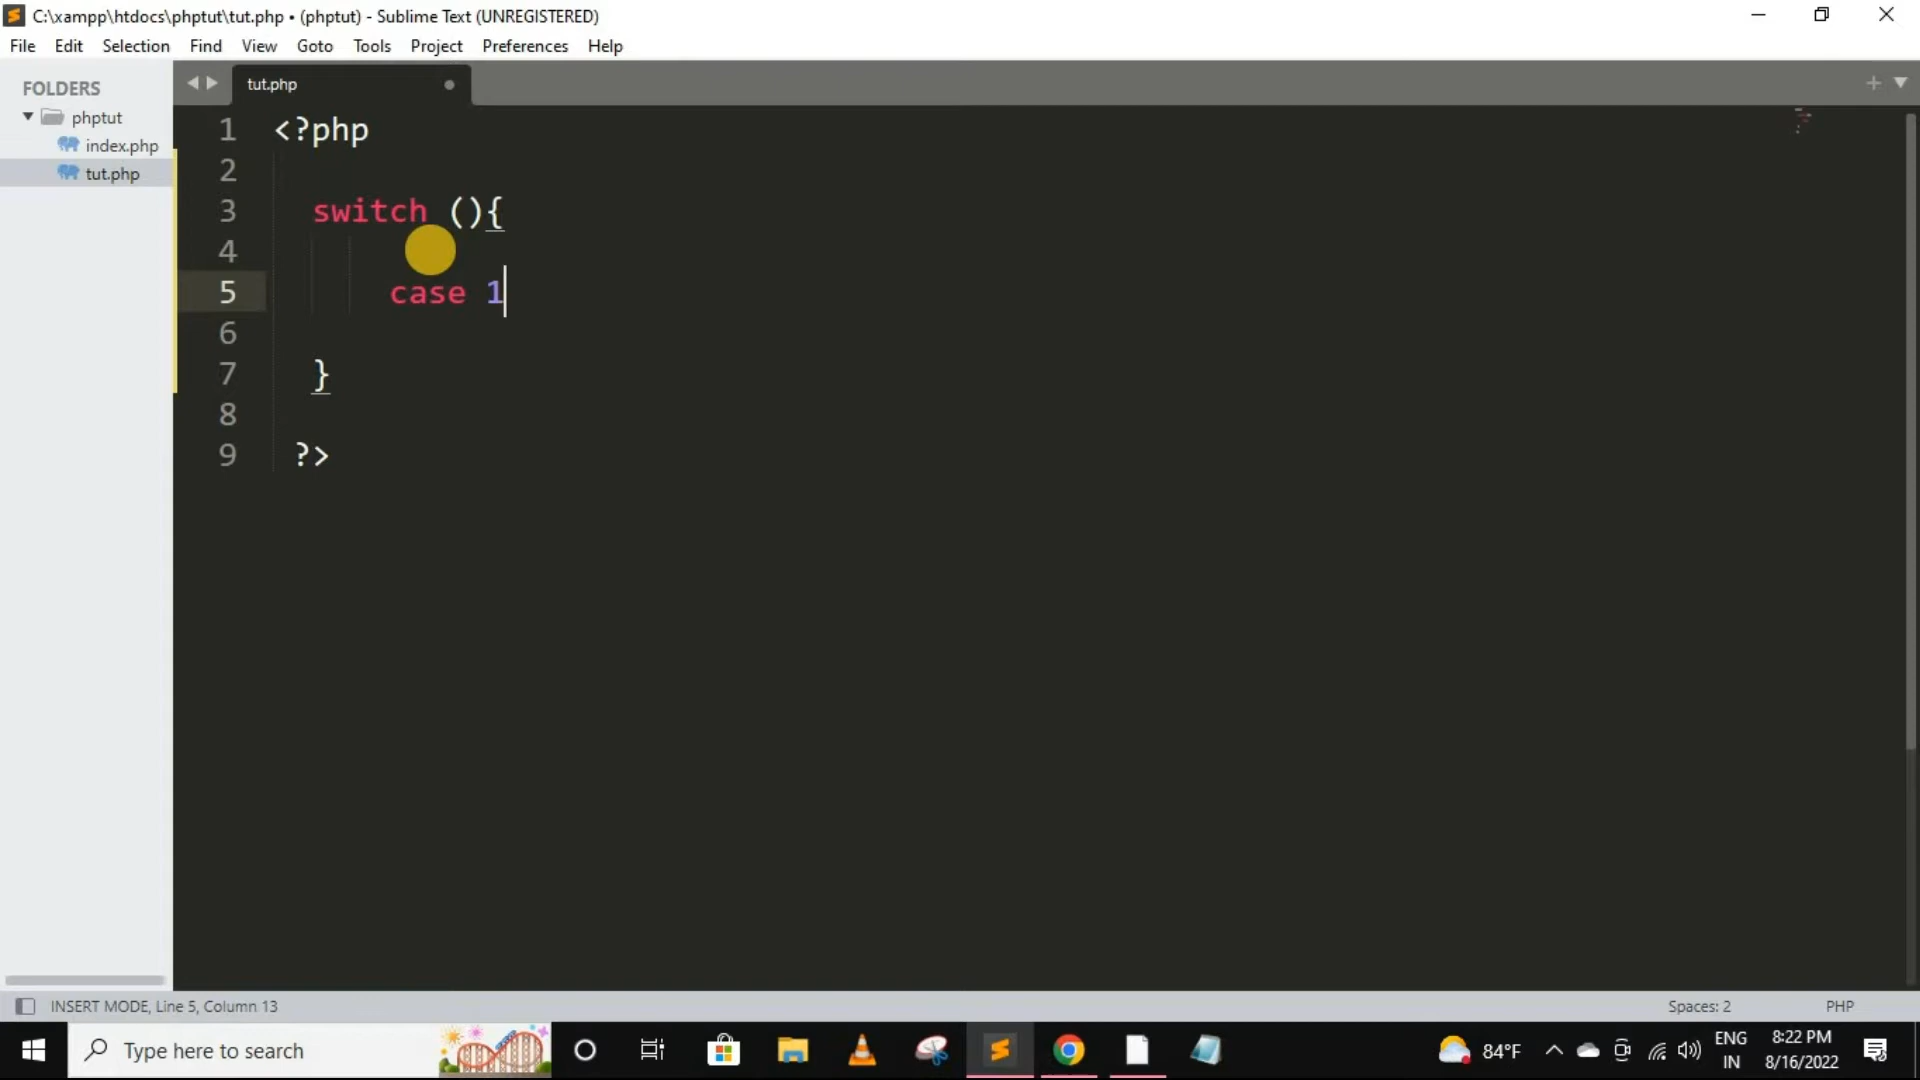 C:\xampp\htdocs\phptut\tut.php • (phptut) - Sublime Text (UNREGISTERED)
File Edit Selection Find View Goto Tools Project Preferences Help
FOLDERS
phptut
index.php
tut.php
tut.php
1 <?php
2
3 switch (){
4
5 case 1
6
7 }
8
9 ?>
INSERT MODE, Line 5, Column 13
Spaces: 2 PHP
Type here to search
84°F
ENG
IN
8:22 PM
8/16/2022